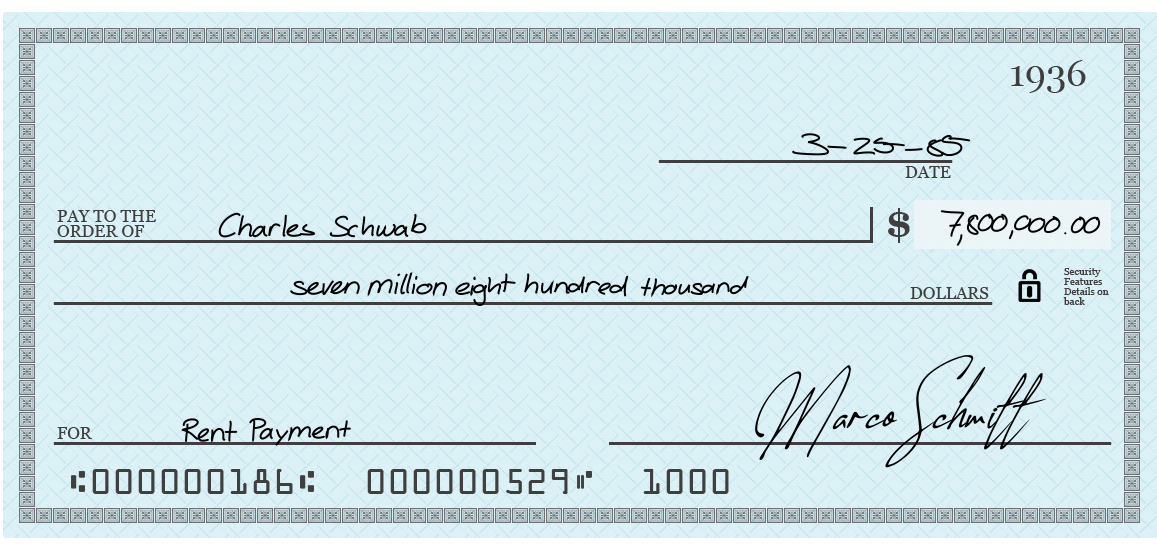 1936
3-25-85
DATE
PAY TO THE
ORDER OF Charles Schwab $ 7,800,000.00
seven million eight hundred thousand DOLLARS
Security
Features
Details on
back
FOR Rent Payment Marco Schmitt
⑆000000186⑆ 000000529⑈ 1000